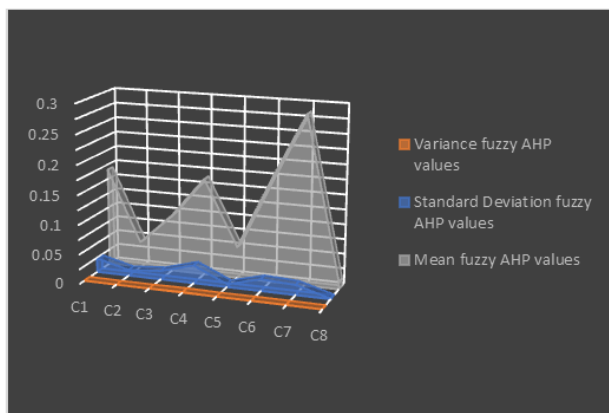 0.3
0.25
0.2
0.15
0.1
0.05
0
C1
C2
C3
C4
C5
C6
C7
C8
Variance fuzzy AHP
values
Standard Deviation fuzzy
AHP values
Mean fuzzy AHP values